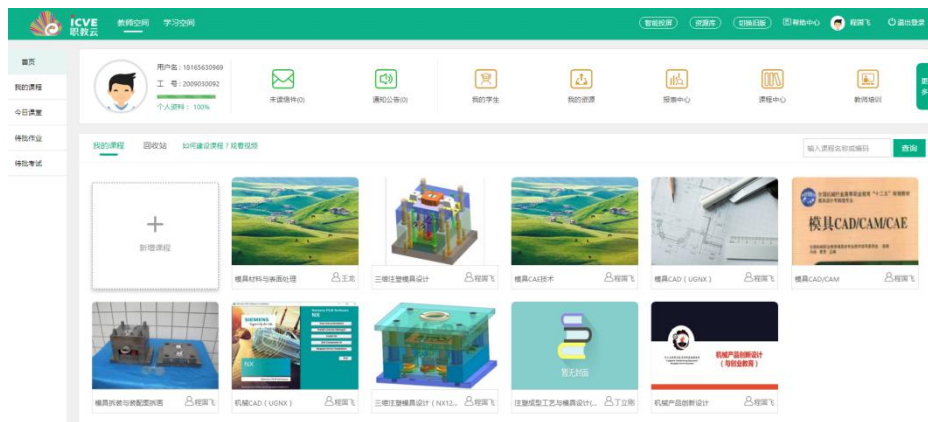 ICVE
职教云
教师空间 学习空间
智能投屏 资源库 切换旧版 帮助中心 程国飞 退出登录
首页
我的课程
今日课堂
待批作业
待批考试
用户名：18165630969
工 号：2009030092
个人资料： 100%
未读信件(0)
通知公告(0)
我的学生
我的资源
报表中心
课程中心
教师培训
更多
我的课程 回收站 如何建设课程？观看视频
输入课程名称或编码 查询
新增课程
模具材料与表面处理 王龙
三维注塑模具设计 程国飞
模具CAE技术 程国飞
模具CAD（UGNX） 程国飞
模具CAD/CAM/CAE
模具CAD/CAM 程国飞
模具拆装与装配图拆画 程国飞
SIEMENS
NX
机械CAD（UGNX） 程国飞
三维注塑模具设计（NX12... 程国飞
暂无封面
注塑成型工艺与模具设计(... 丁立刚
机械产品创新设计
（与创业教育）
机械产品创新设计 程国飞